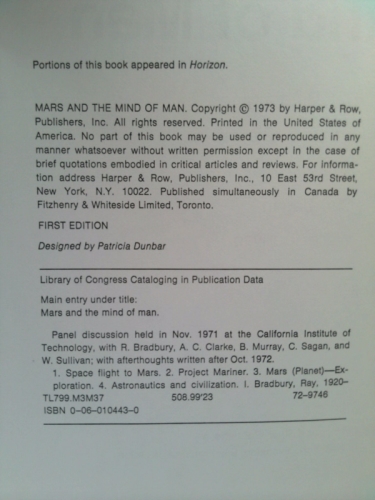 Portions of this book appeared in Horizon.
MARS AND THE MIND OF MAN. Copyright © 1973 by Harper & Row,
Publishers, Inc. All rights reserved. Printed in the United States of
America. No part of this book may be used or reproduced in any
manner whatsoever without written permission except in the case of
brief quotations embodied in critical articles and reviews. For informa-
tion address Harper & Row, Publishers, Inc., 10 East 53rd Street,
New York, N.Y. 10022. Published simultaneously in Canada by
Fitzhenry & Whiteside Limited, Toronto.
FIRST EDITION
Designed by Patricia Dunbar
Library of Congress Cataloging in Publication Data
Main entry under title:
Mars and the mind of man.
Panel discussion held in Nov. 1971 at the California Institute of
Technology, with R. Bradbury, A. C. Clarke, B. Murray, C. Sagan, and
W. Sullivan; with afterthoughts written after Oct. 1972.
1. Space flight to Mars. 2. Project Mariner. 3. Mars (Planet)—Ex-
ploration. 4. Astronautics and civilization. I. Bradbury, Ray, 1920–
TL799.M3M37 508.99'23 72–9746
ISBN 0–06–010443–0